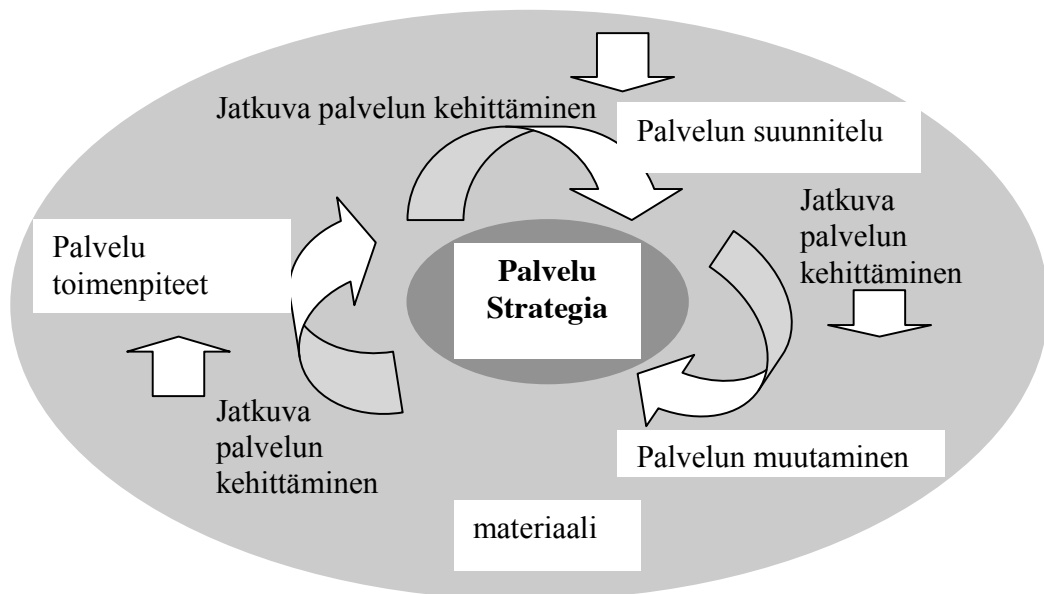 Jatkuva palvelun kehittäminen
Palvelun suunnitelu
Jatkuva
palvelun
kehittäminen
Palvelu
toimenpiteet
Palvelu
Strategia
Jatkuva
palvelun
kehittäminen
Palvelun muutaminen
materiaali